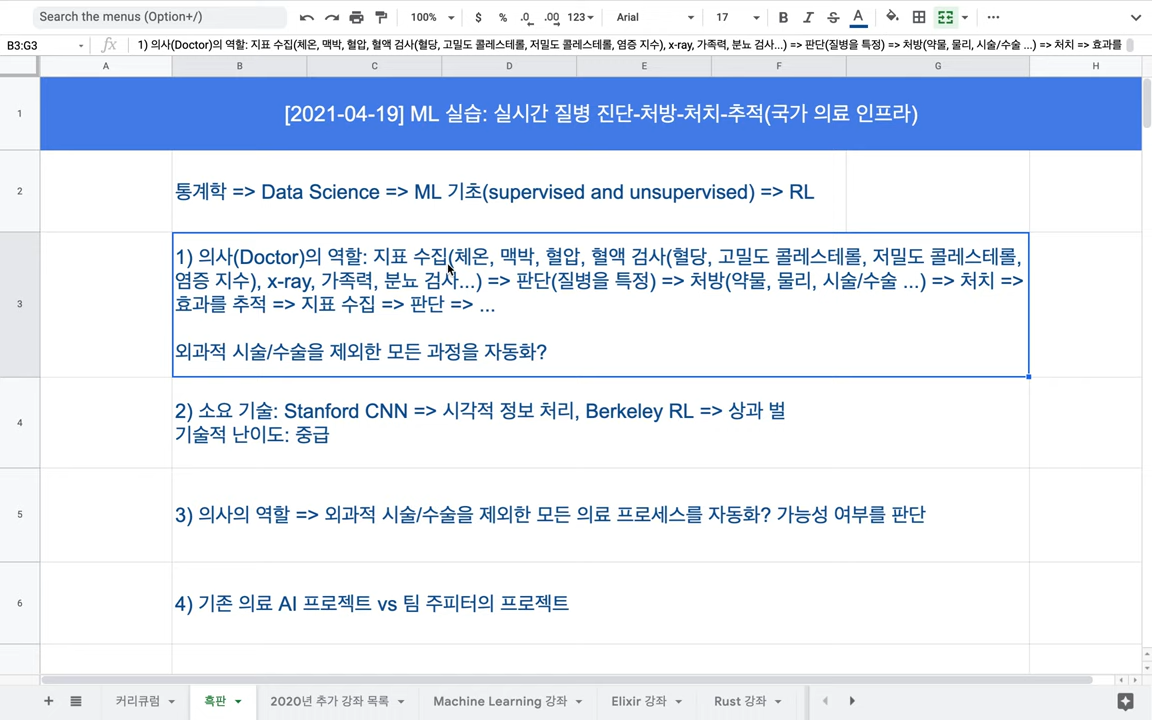 Search the menus (Option+/)
100%
$ % .0 .00 123
Arial
17
B I S A
B3:G3
fx
1) 의사(Doctor)의 역할: 지표 수집(체온, 맥박, 혈압, 혈액 검사(혈당, 고밀도 콜레스테롤, 저밀도 콜레스테롤, 염증 지수), x-ray, 가족력, 분뇨 검사...) => 판단(질병을 특정) => 처방(약물, 물리, 시술/수술 ...) => 처치 => 효과를
A B C D E F G H
1
[2021-04-19] ML 실습: 실시간 질병 진단-처방-처치-추적(국가 의료 인프라)
2
통계학 => Data Science => ML 기초(supervised and unsupervised) => RL
3
1) 의사(Doctor)의 역할: 지표 수집(체온, 맥박, 혈압, 혈액 검사(혈당, 고밀도 콜레스테롤, 저밀도 콜레스테롤,
염증 지수), x-ray, 가족력, 분뇨 검사...) => 판단(질병을 특정) => 처방(약물, 물리, 시술/수술 ...) => 처치 =>
효과를 추적 => 지표 수집 => 판단 => ...
외과적 시술/수술을 제외한 모든 과정을 자동화?
4
2) 소요 기술: Stanford CNN => 시각적 정보 처리, Berkeley RL => 상과 벌
기술적 난이도: 중급
5
3) 의사의 역할 => 외과적 시술/수술을 제외한 모든 의료 프로세스를 자동화? 가능성 여부를 판단
6
4) 기존 의료 AI 프로젝트 vs 팀 주피터의 프로젝트
커리큘럼
흑판
2020년 추가 강좌 목록
Machine Learning 강좌
Elixir 강좌
Rust 강좌